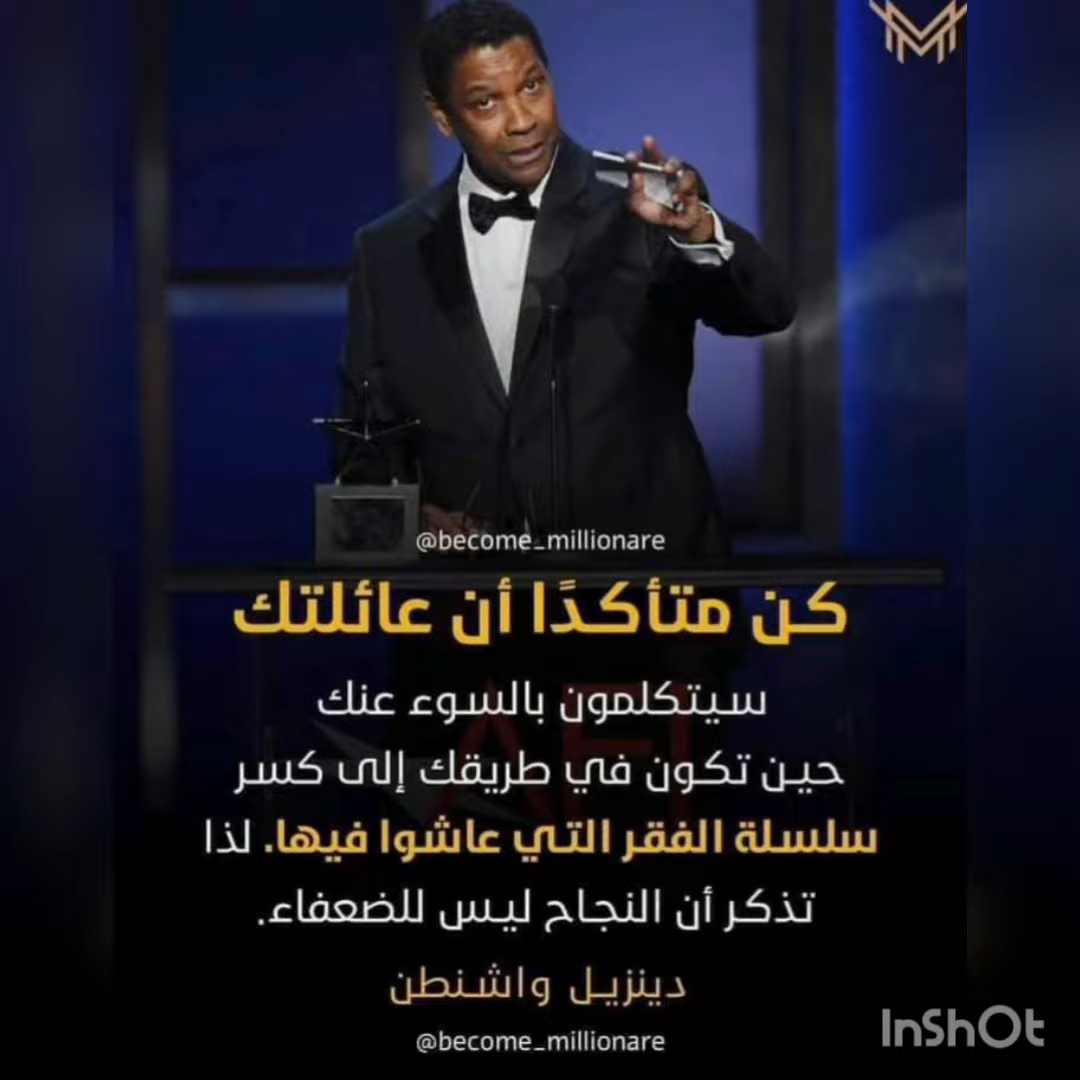 @become_millionare
كن متأكدًا أن عائلتك
سيتكلمون بالسوء عنك
حين تكون في طريقك إلى كسر
سلسلة الفقر التي عاشوا فيها. لذا
تذكر أن النجاح ليس للضعفاء.
دينزيل واشنطن
@become_millionare
InShOt
AFI